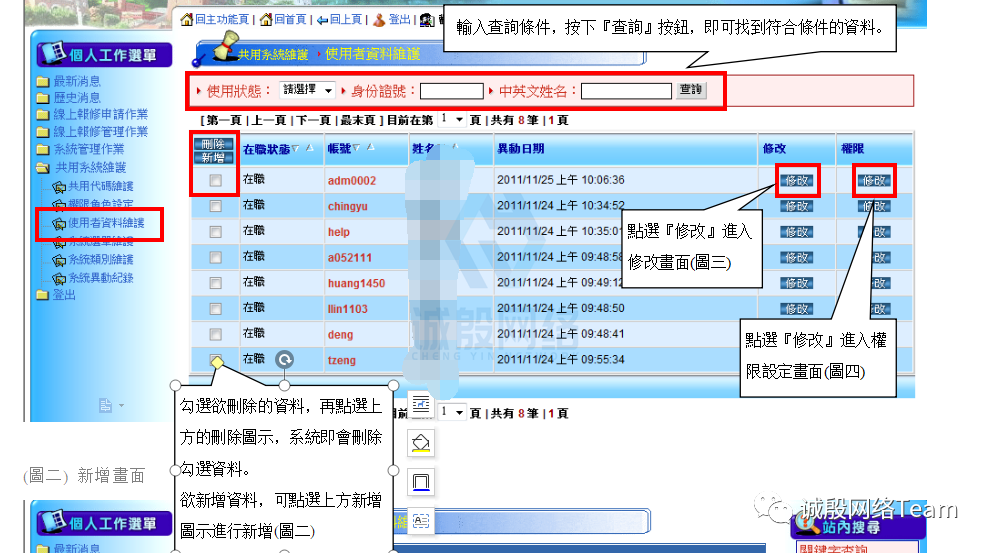 回主功能頁 | 回首頁 | 回上頁 | 登出 |
輸入查詢條件，按下『查詢』按鈕，即可找到符合條件的資料。
個人工作選單
共用系統維護 使用者資料維護
最新消息
歷史消息
線上報修申請作業
線上報修管理作業
系統管理作業
共用系統維護
共用代碼維護
權限角色設定
使用者資料維護
系統選單維護
系統類別維護
系統異動紀錄
登出
使用狀態： 請選擇 身份證號： 中英文姓名： 查詢
[ 第一頁 | 上一頁 | 下一頁 | 最末頁 ] 目前在第 1 頁 | 共有 8 筆 | 1 頁
刪除
新增
在職狀態 帳號 姓名 異動日期 修改 權限
在職 adm0002 2011/11/25 上午 10:06:36 修改 修改
在職 chingyu 2011/11/24 上午 10:34:52 修改 修改
在職 help 2011/11/24 上午 10:35:01 修改 修改
在職 a052111 2011/11/24 上午 09:48:58 修改 修改
在職 huang1450 2011/11/24 上午 09:49:12 修改 修改
在職 llin1103 2011/11/24 上午 09:48:50 修改 修改
在職 deng 2011/11/24 上午 09:48:41
在職 tzeng 2011/11/24 上午 09:55:34
點選『修改』進入
修改畫面(圖三)
點選『修改』進入權
限設定畫面(圖四)
诚殷网络
1 頁 | 共有 8 筆 | 1 頁
勾選欲刪除的資料，再點選上
方的刪除圖示，系統即會刪除
勾選資料。
欲新增資料，可點選上方新增
圖示進行新增(圖二)
(圖二) 新增畫面
個人工作選單
最新消息
诚殷网络Team
站內搜尋
關鍵字查詢